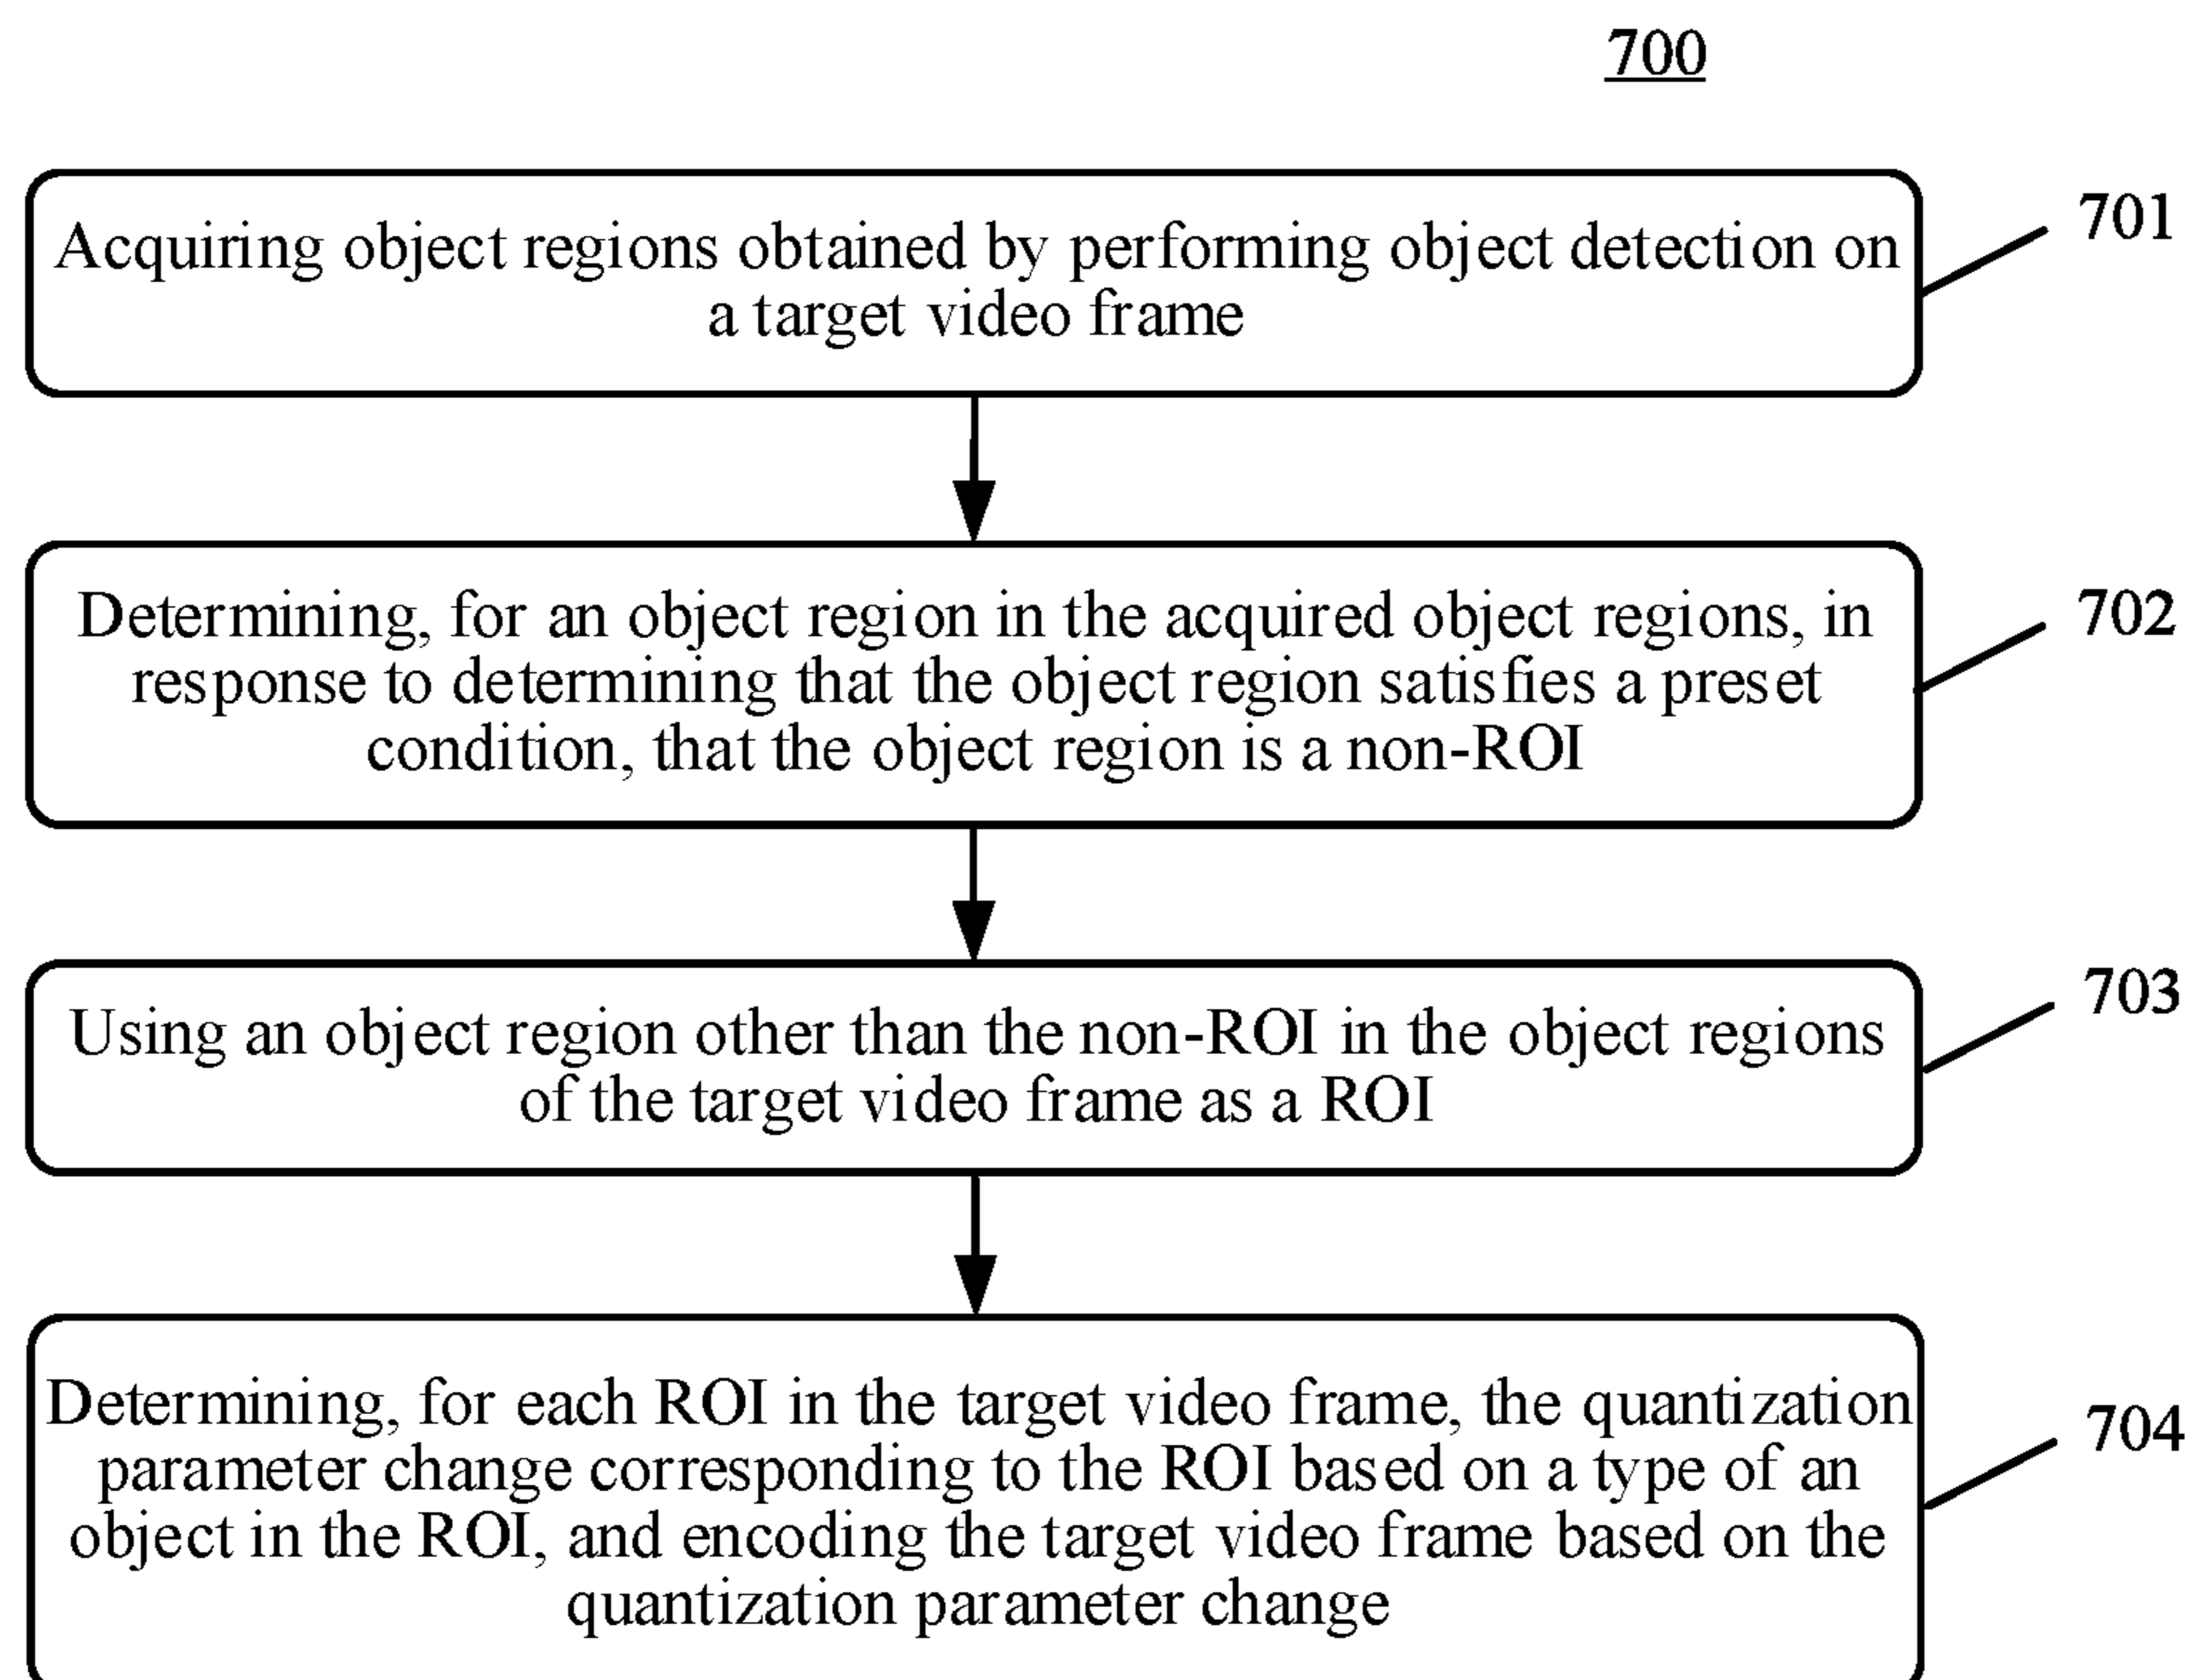 700
Acquiring object regions obtained by performing object detection on
a target video frame
701
Determining, for an object region in the acquired object regions, in
response to determining that the object region satisfies a preset
condition, that the object region is a non-ROI
702
Using an object region other than the non-ROI in the object regions
of the target video frame as a ROI
703
Determining, for each ROI in the target video frame, the quantization
parameter change corresponding to the ROI based on a type of an
object in the ROI, and encoding the target video frame based on the
quantization parameter change
704